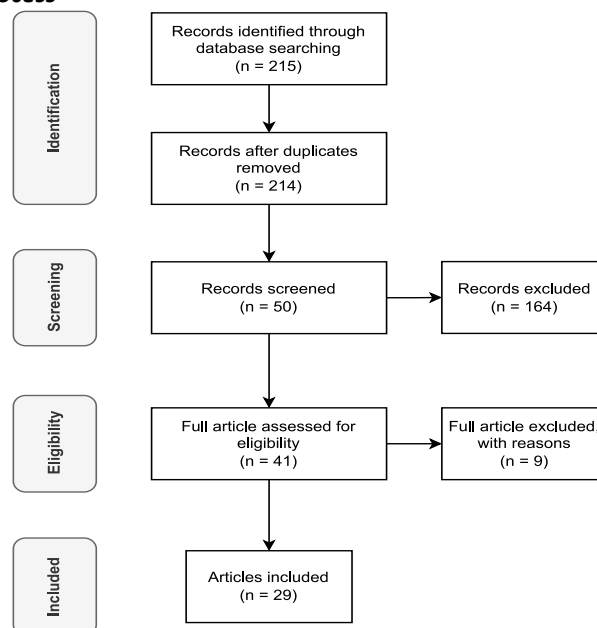 Identification
Records identified through
database searching
(n = 215)
Records after duplicates
removed
(n = 214)
Screening
Records screened
(n = 50)
Records excluded
(n = 164)
Eligibility
Full article assessed for
eligibility
(n = 41)
Full article excluded,
with reasons
(n = 9)
Included
Articles included
(n = 29)